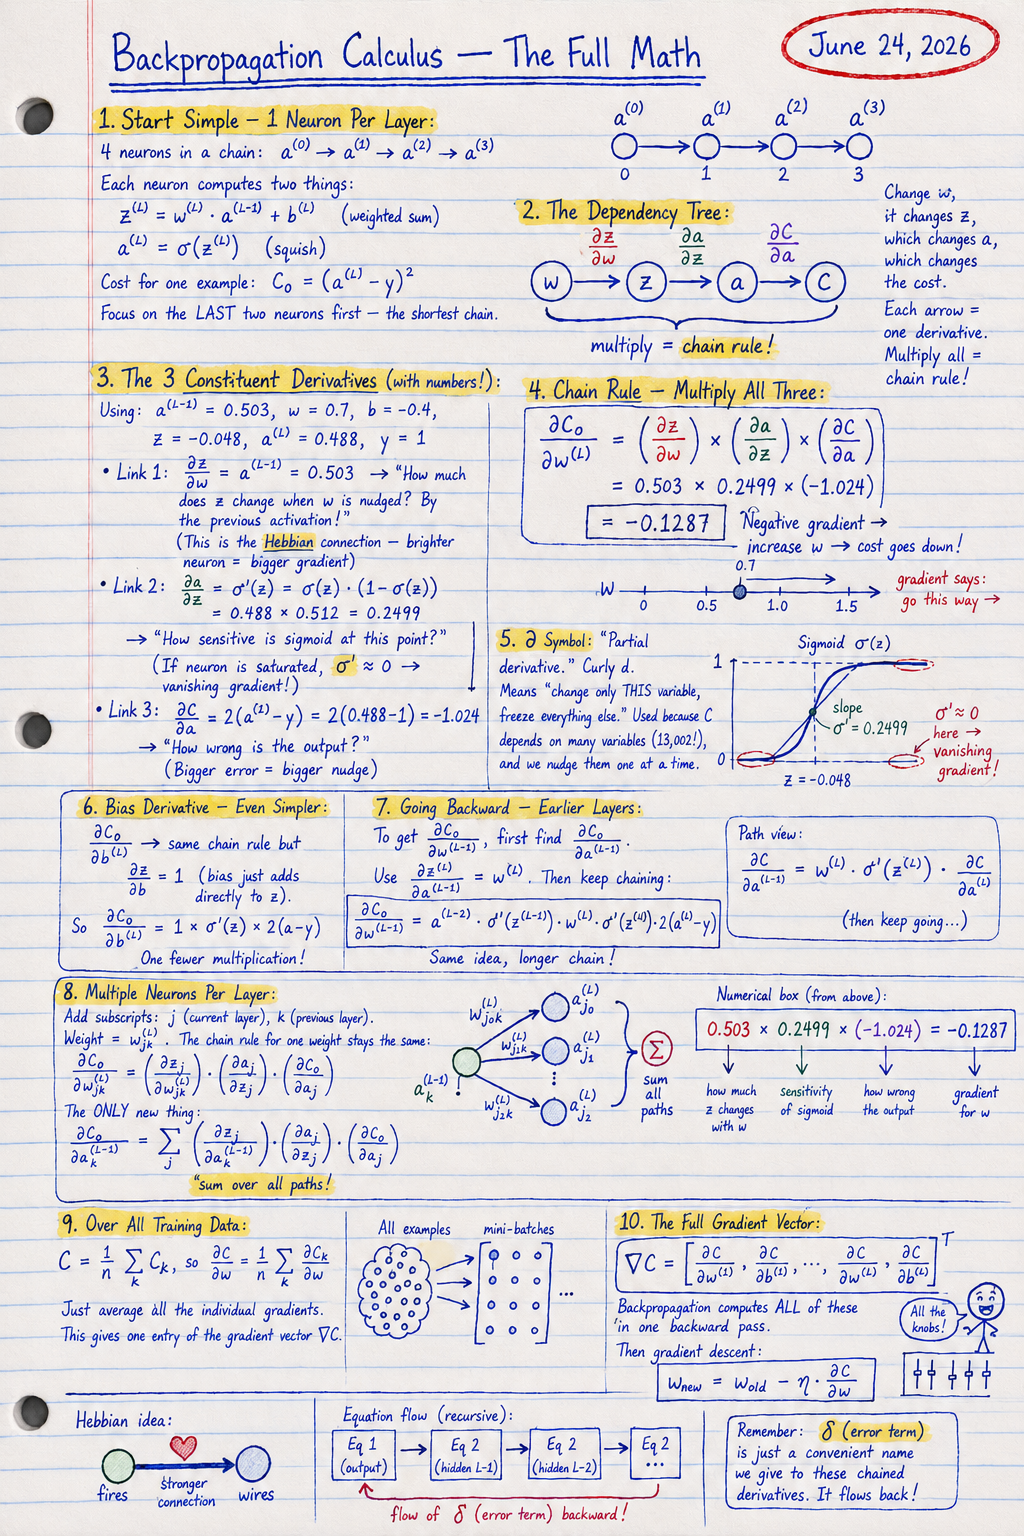 Backpropagation Calculus — The Full Math
June 24, 2026
1. Start Simple – 1 Neuron Per Layer:
4 neurons in a chain: a⁽⁰⁾ → a⁽¹⁾ → a⁽²⁾ → a⁽³⁾
Each neuron computes two things:
z⁽ᴸ⁾ = w⁽ᴸ⁾ · a⁽ᴸ⁻¹⁾ + b⁽ᴸ⁾ (weighted sum)
a⁽ᴸ⁾ = σ(z⁽ᴸ⁾) (squish)
Cost for one example: C₀ = (a⁽ᴸ⁾ – y)²
Focus on the LAST two neurons first — the shortest chain.
a⁽⁰⁾ a⁽¹⁾ a⁽²⁾ a⁽³⁾
0 1 2 3
2. The Dependency Tree:
∂z/∂w ∂a/∂z ∂C/∂a
w → z → a → C
multiply = chain rule!
Change w,
it changes z,
which changes a,
which changes
the cost.
Each arrow =
one derivative.
Multiply all =
chain rule!
3. The 3 Constituent Derivatives (with numbers!):
Using: a⁽ᴸ⁻¹⁾ = 0.503, w = 0.7, b = -0.4,
z = -0.048, a⁽ᴸ⁾ = 0.488, y = 1
• Link 1: ∂z/∂w = a⁽ᴸ⁻¹⁾ = 0.503 → "How much
does z change when w is nudged? By
the previous activation!"
(This is the Hebbian connection – brighter
neuron = bigger gradient)
• Link 2: ∂a/∂z = σ'(z) = σ(z) · (1-σ(z))
= 0.488 × 0.512 = 0.2499
→ "How sensitive is sigmoid at this point?"
(If neuron is saturated, σ' ≈ 0 →
vanishing gradient!)
• Link 3: ∂C/∂a = 2(a⁽¹⁾-y) = 2(0.488-1) = -1.024
→ "How wrong is the output?"
(Bigger error = bigger nudge)
4. Chain Rule – Multiply All Three:
∂C₀/∂w⁽ᴸ⁾ = (∂z/∂w) × (∂a/∂z) × (∂C/∂a)
= 0.503 × 0.2499 × (-1.024)
= -0.1287
Negative gradient →
increase w → cost goes down!
0.7
w
0 0.5 1.0 1.5
gradient says:
go this way →
5. ∂ Symbol: "Partial
derivative." Curly d.
Means "change only THIS variable,
freeze everything else." Used because C
depends on many variables (13,002!),
and we nudge them one at a time.
Sigmoid σ(z)
1
slope
σ' = 0.2499
0
z = -0.048
σ' ≈ 0
here →
vanishing
gradient!
6. Bias Derivative – Even Simpler:
∂C₀/∂b⁽ᴸ⁾ → same chain rule but
∂z/∂b = 1 (bias just adds
directly to z).
So ∂C₀/∂b⁽ᴸ⁾ = 1 × σ'(z) × 2(a-y)
One fewer multiplication!
7. Going Backward – Earlier Layers:
To get ∂C₀/∂w⁽ᴸ⁻¹⁾, first find ∂C₀/∂a⁽ᴸ⁻¹⁾.
Use ∂z⁽ᴸ⁾/∂a⁽ᴸ⁻¹⁾ = w⁽ᴸ⁾. Then keep chaining:
∂C₀/∂w⁽ᴸ⁻¹⁾ = a⁽ᴸ⁻²⁾ · σ'(z⁽ᴸ⁻¹⁾) · w⁽ᴸ⁾ · σ'(z⁽ᴸ⁾) · 2(a⁽ᴸ⁾-y)
Same idea, longer chain!
Path view:
∂C/∂a⁽ᴸ⁻¹⁾ = w⁽ᴸ⁾ · σ'(z⁽ᴸ⁾) · ∂C/∂a⁽ᴸ⁾
(then keep going...)
8. Multiple Neurons Per Layer:
Add subscripts: j (current layer), k (previous layer).
Weight = w_jk⁽ᴸ⁾. The chain rule for one weight stays the same:
∂C₀/∂w_jk⁽ᴸ⁾ = (∂z_j/∂w_jk⁽ᴸ⁾) · (∂a_j/∂z_j) · (∂C₀/∂a_j)
The ONLY new thing:
∂C₀/∂a_k⁽ᴸ⁻¹⁾ = Σ_j (∂z_j/∂a_k⁽ᴸ⁻¹⁾) · (∂a_j/∂z_j) · (∂C₀/∂a_j)
"sum over all paths!
a_k⁽ᴸ⁻¹⁾
w_j₀k⁽ᴸ⁾ a_j₀⁽ᴸ⁾
w_j₁k⁽ᴸ⁾ a_j₁⁽ᴸ⁾
w_j₂k⁽ᴸ⁾ a_j₂⁽ᴸ⁾
Σ
sum
all
paths
Numerical box (from above):
0.503 × 0.2499 × (-1.024) = -0.1287
how much
z changes
with w
sensitivity
of sigmoid
how wrong
the output
gradient
for w
9. Over All Training Data:
C = 1/n Σ_k C_k, so ∂C/∂w = 1/n Σ_k ∂C_k/∂w
Just average all the individual gradients.
This gives one entry of the gradient vector ∇C.
All examples mini-batches
...
10. The Full Gradient Vector:
∇C = [∂C/∂w⁽¹⁾, ∂C/∂b⁽¹⁾, ..., ∂C/∂w⁽ᴸ⁾, ∂C/∂b⁽ᴸ⁾]ᵀ
Backpropagation computes ALL of these
in one backward pass.
Then gradient descent:
w_new = w_old – η · ∂C/∂w
All the
knobs!
Hebbian idea:
fires
stronger
connection
wires
Equation flow (recursive):
Eq 1
(output)
Eq 2
(hidden L-1)
Eq 2
(hidden L-2)
Eq 2
...
flow of δ (error term) backward!
Remember: δ (error term)
is just a convenient name
we give to these chained
derivatives. It flows back!